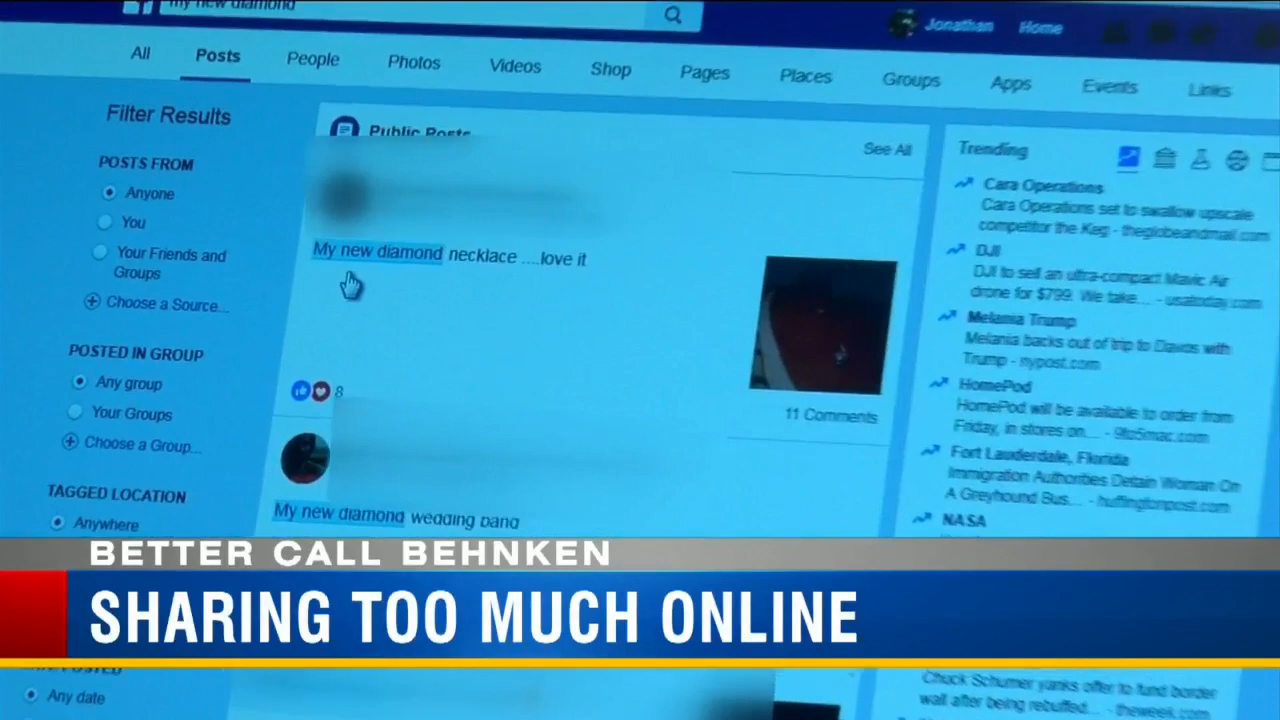 my new diamond
Jonathan Home
All Posts People Photos Videos Shop Pages Places Groups Apps Events Links
Filter Results
POSTS FROM
Anyone
You
Your Friends and
Groups
Choose a Source...
POSTED IN GROUP
Any group
Your Groups
Choose a Group...
TAGGED LOCATION
Anywhere
Any date
Public Posts
See All
My new diamond necklace ....love it
8
11 Comments
My new diamond wedding band
Trending
Cara Operations
Cara Operations set to swallow upscale
competitor the Keg - theglobeandmail.com
DJI
DJI to sell an ultra-compact Mavic Air
drone for $799. We take... - usatoday.com
Melania Trump
Melania backs out of trip to Davos with
Trump - nypost.com
HomePod
HomePod will be available to order from
Friday, in stores on... - 9to5mac.com
Fort Lauderdale, Florida
Immigration Authorities Detain Woman On
A Greyhound Bus... - huffingtonpost.com
NASA
Chuck Schumer yanks offer to fund border
wall after being rebuffed... - theweek.com
BETTER CALL BEHNKEN
SHARING TOO MUCH ONLINE